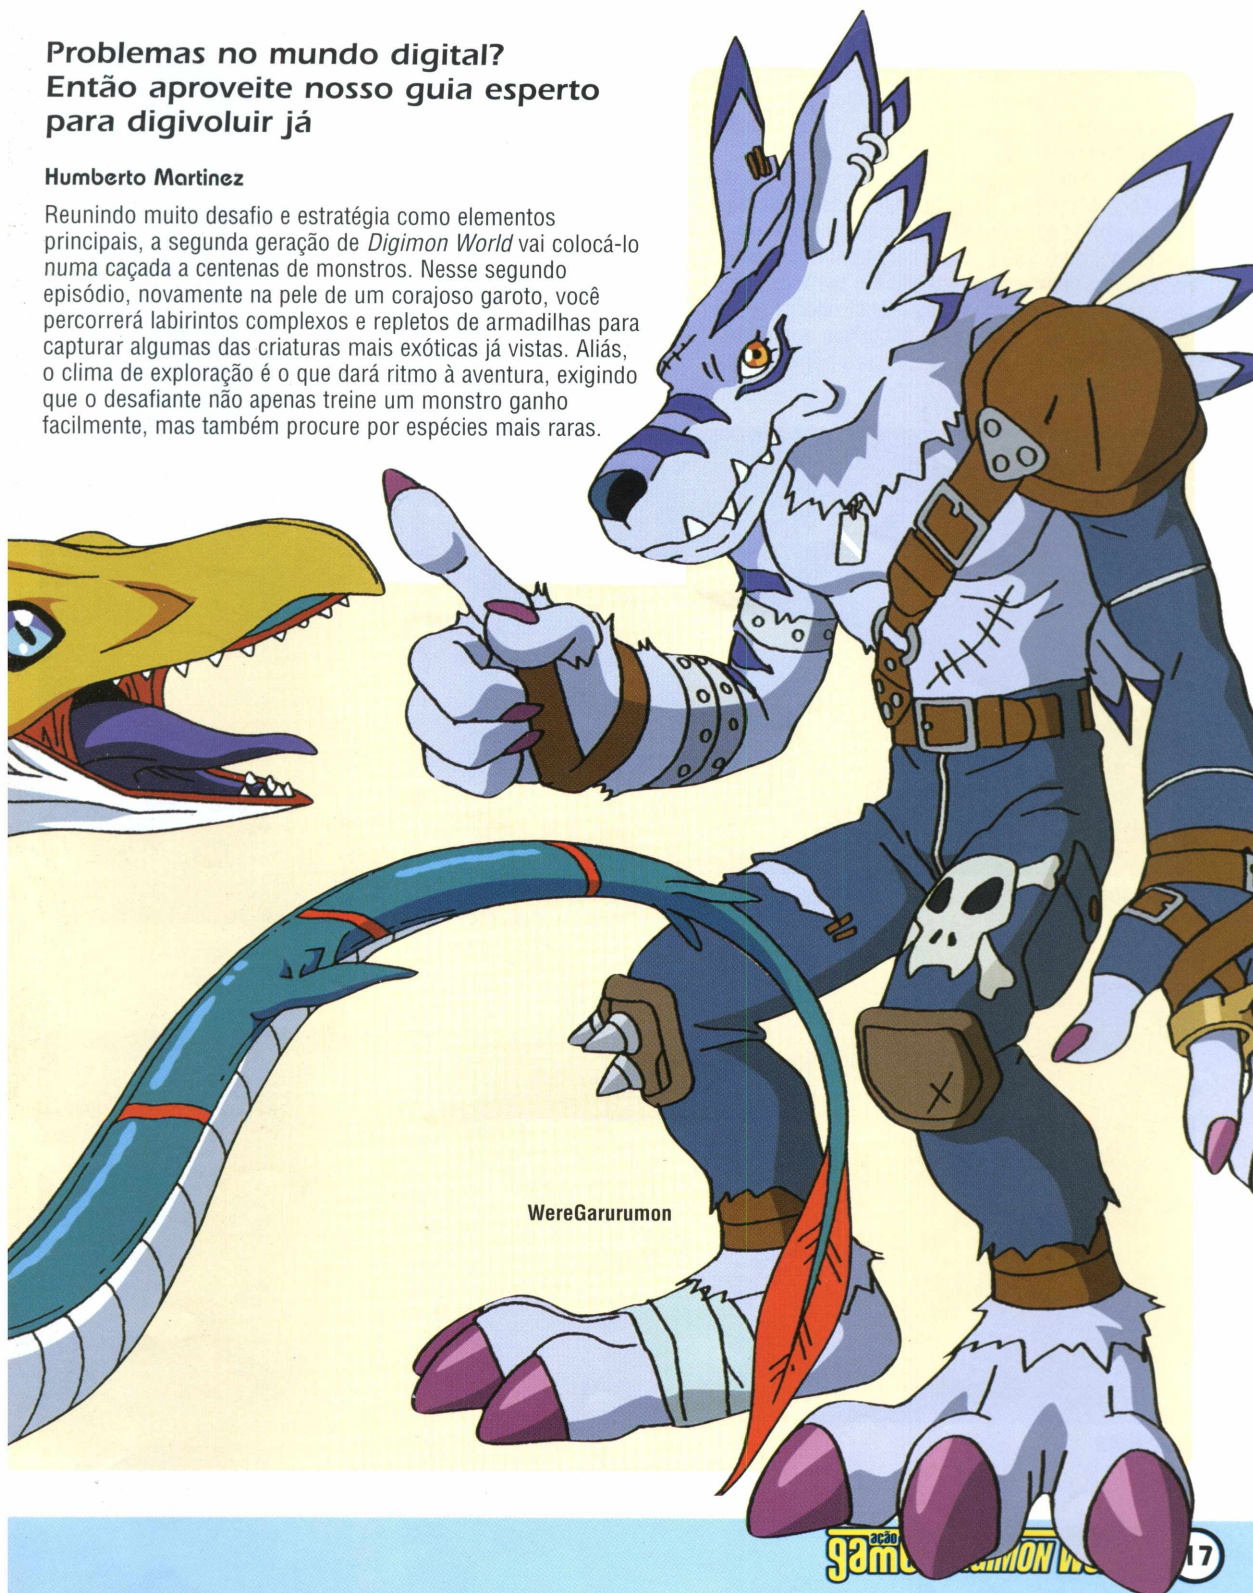 Problemas no mundo digital?
Então aproveite nosso guia esperto
para digivoluir já
Humberto Martinez
Reunindo muito desafio e estratégia como elementos
principais, a segunda geração de Digimon World vai colocá-lo
numa caçada a centenas de monstros. Nesse segundo
episódio, novamente na pele de um corajoso garoto, você
percorrerá labirintos complexos e repletos de armadilhas para
capturar algumas das criaturas mais exóticas já vistas. Aliás,
o clima de exploração é o que dará ritmo à aventura, exigindo
que o desafiante não apenas treine um monstro ganho
facilmente, mas também procure por espécies mais raras.
WereGarurumon
ação
17